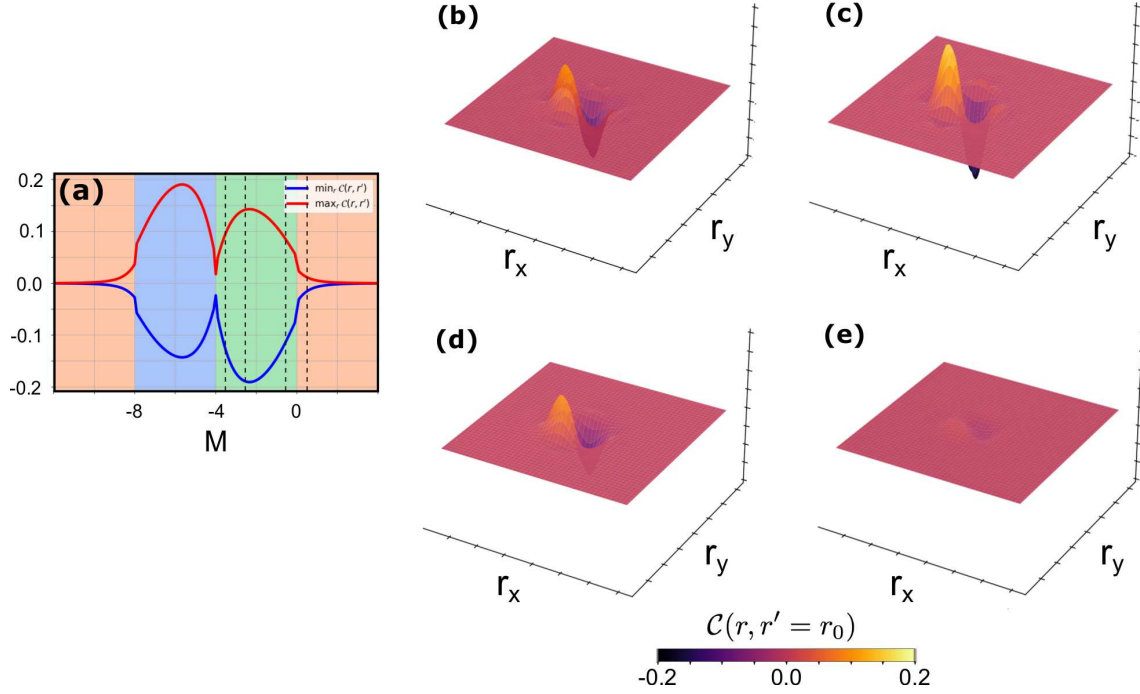 (a)
min_r C(r, r')
max_r C(r, r')
0.2
0.1
0.0
-0.1
-0.2
-8
-4
0
M
(b)
r_x
r_y
(c)
r_x
r_y
(d)
r_x
r_y
(e)
r_x
r_y
C(r, r' = r_0)
-0.2
0.0
0.2